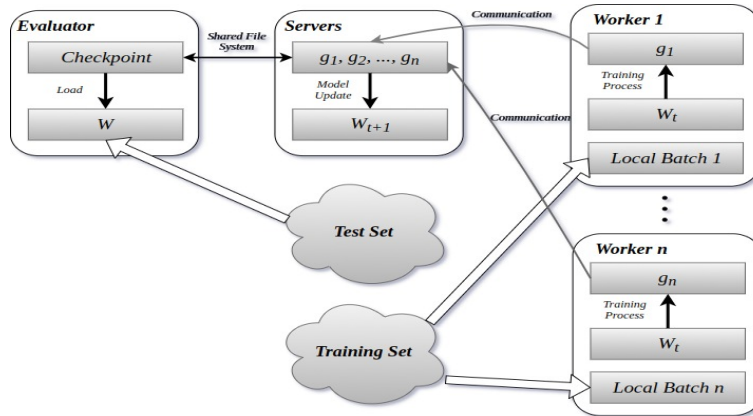 Evaluator
Checkpoint
Load
W
Shared File
System
Servers
g1, g2, ..., gn
Model
Update
Wt+1
Communication
Communication
Worker 1
g1
Training
Process
Wt
Local Batch 1
Worker n
gn
Training
Process
Wt
Local Batch n
Test Set
Training Set